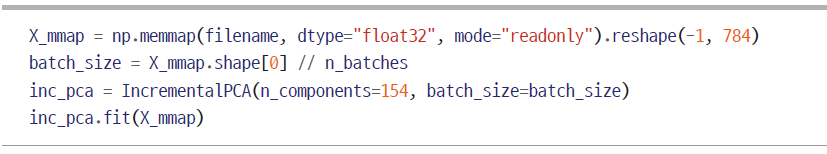 X_mmap = np.memmap(filename, dtype="float32", mode="readonly").reshape(-1, 784)
batch_size = X_mmap.shape[0] // n_batches
inc_pca = IncrementalPCA(n_components=154, batch_size=batch_size)
inc_pca.fit(X_mmap)